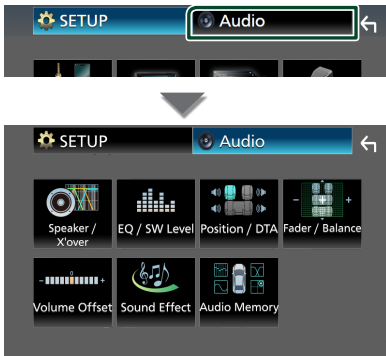 SETUP
Audio
SETUP
Audio
Speaker /
X'over
EQ / SW Level
Position / DTA
Fader / Balance
- 0 +
Volume Offset
Sound Effect
Audio Memory